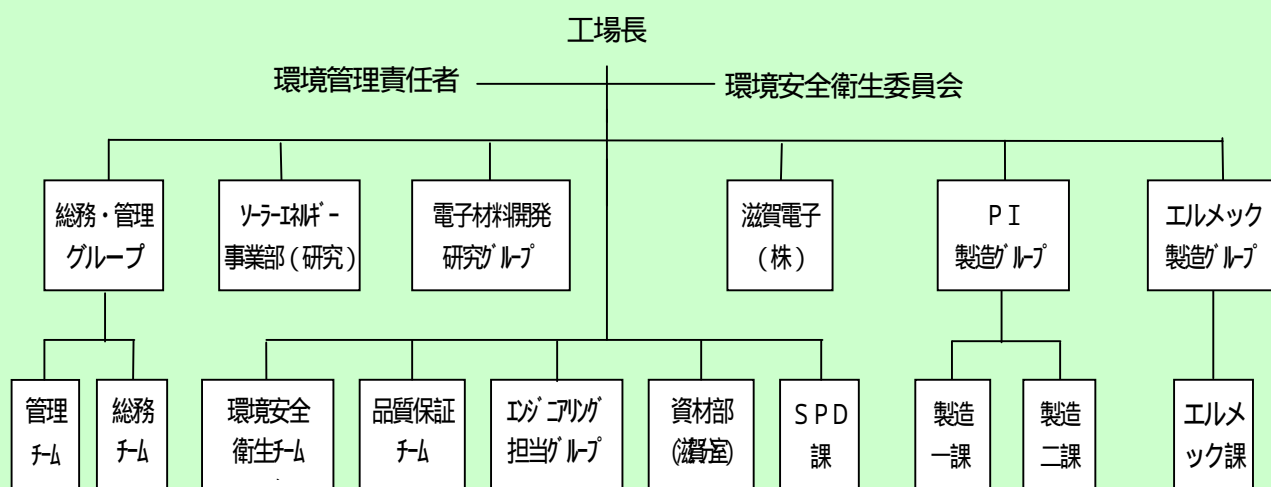 工場長
環境管理責任者
環境安全衛生委員会
総務・管理
グループ
ソーラーエネルギー
事業部(研究)
電子材料開発
研究グループ
滋賀電子
(株)
PI
製造グループ
エルメック
製造グループ
管理
チーム
総務
チーム
環境安全
衛生チーム
品質保証
チーム
エンジニアリング
担当グループ
資材部
(滋賀分室)
SPD
課
製造
一課
製造
二課
エルメ
ック課